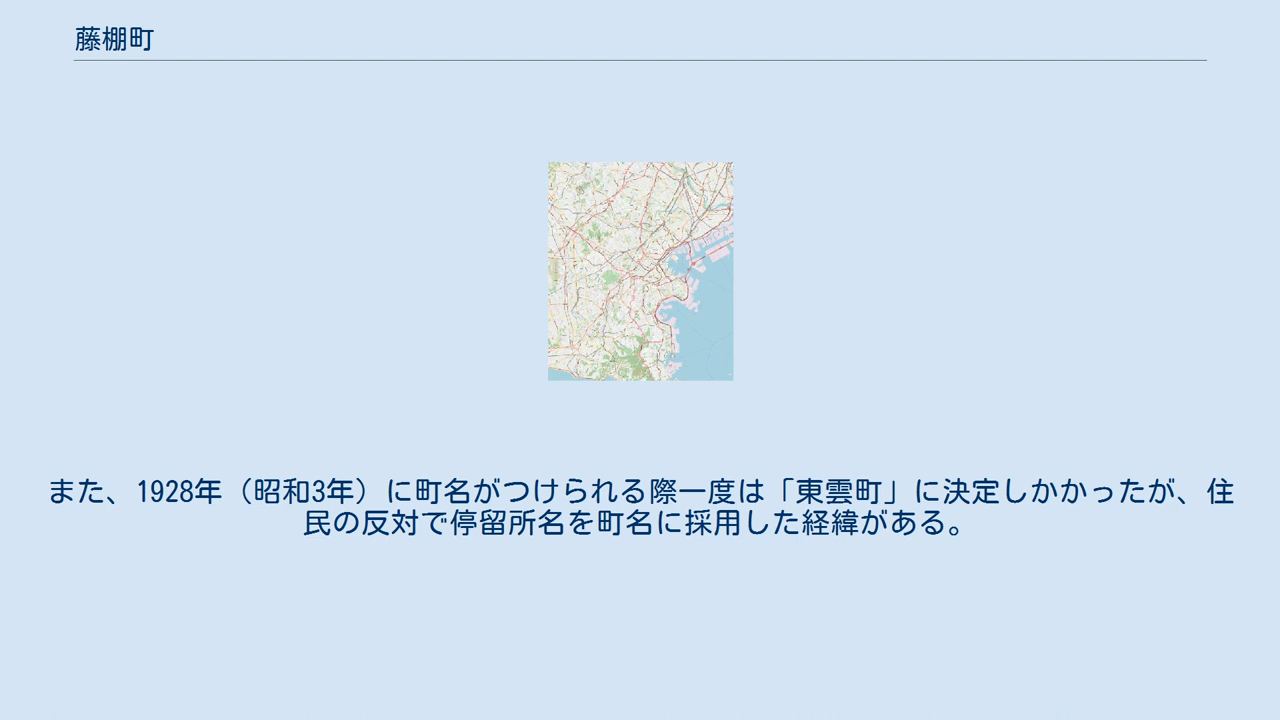 藤棚町
また、1928年（昭和3年）に町名がつけられる際一度は「東雲町」に決定しかかったが、住
民の反対で停留所名を町名に採用した経緯がある。